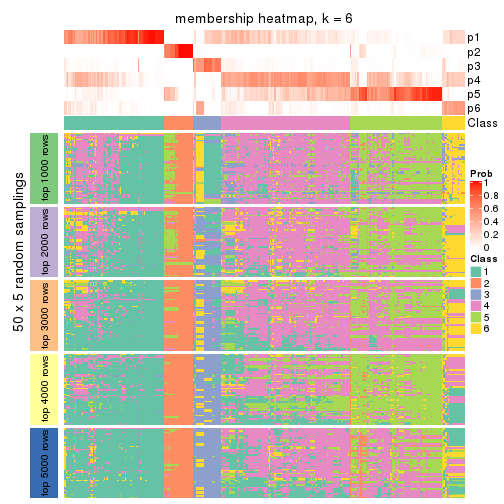 membership heatmap, k = 6
p1
p2
p3
p4
p5
p6
Class
50 x 5 random samplings
top 1000 rows
top 2000 rows
top 3000 rows
top 4000 rows
top 5000 rows
Prob
1
0.8
0.6
0.4
0.2
0
Class
1
2
3
4
5
6